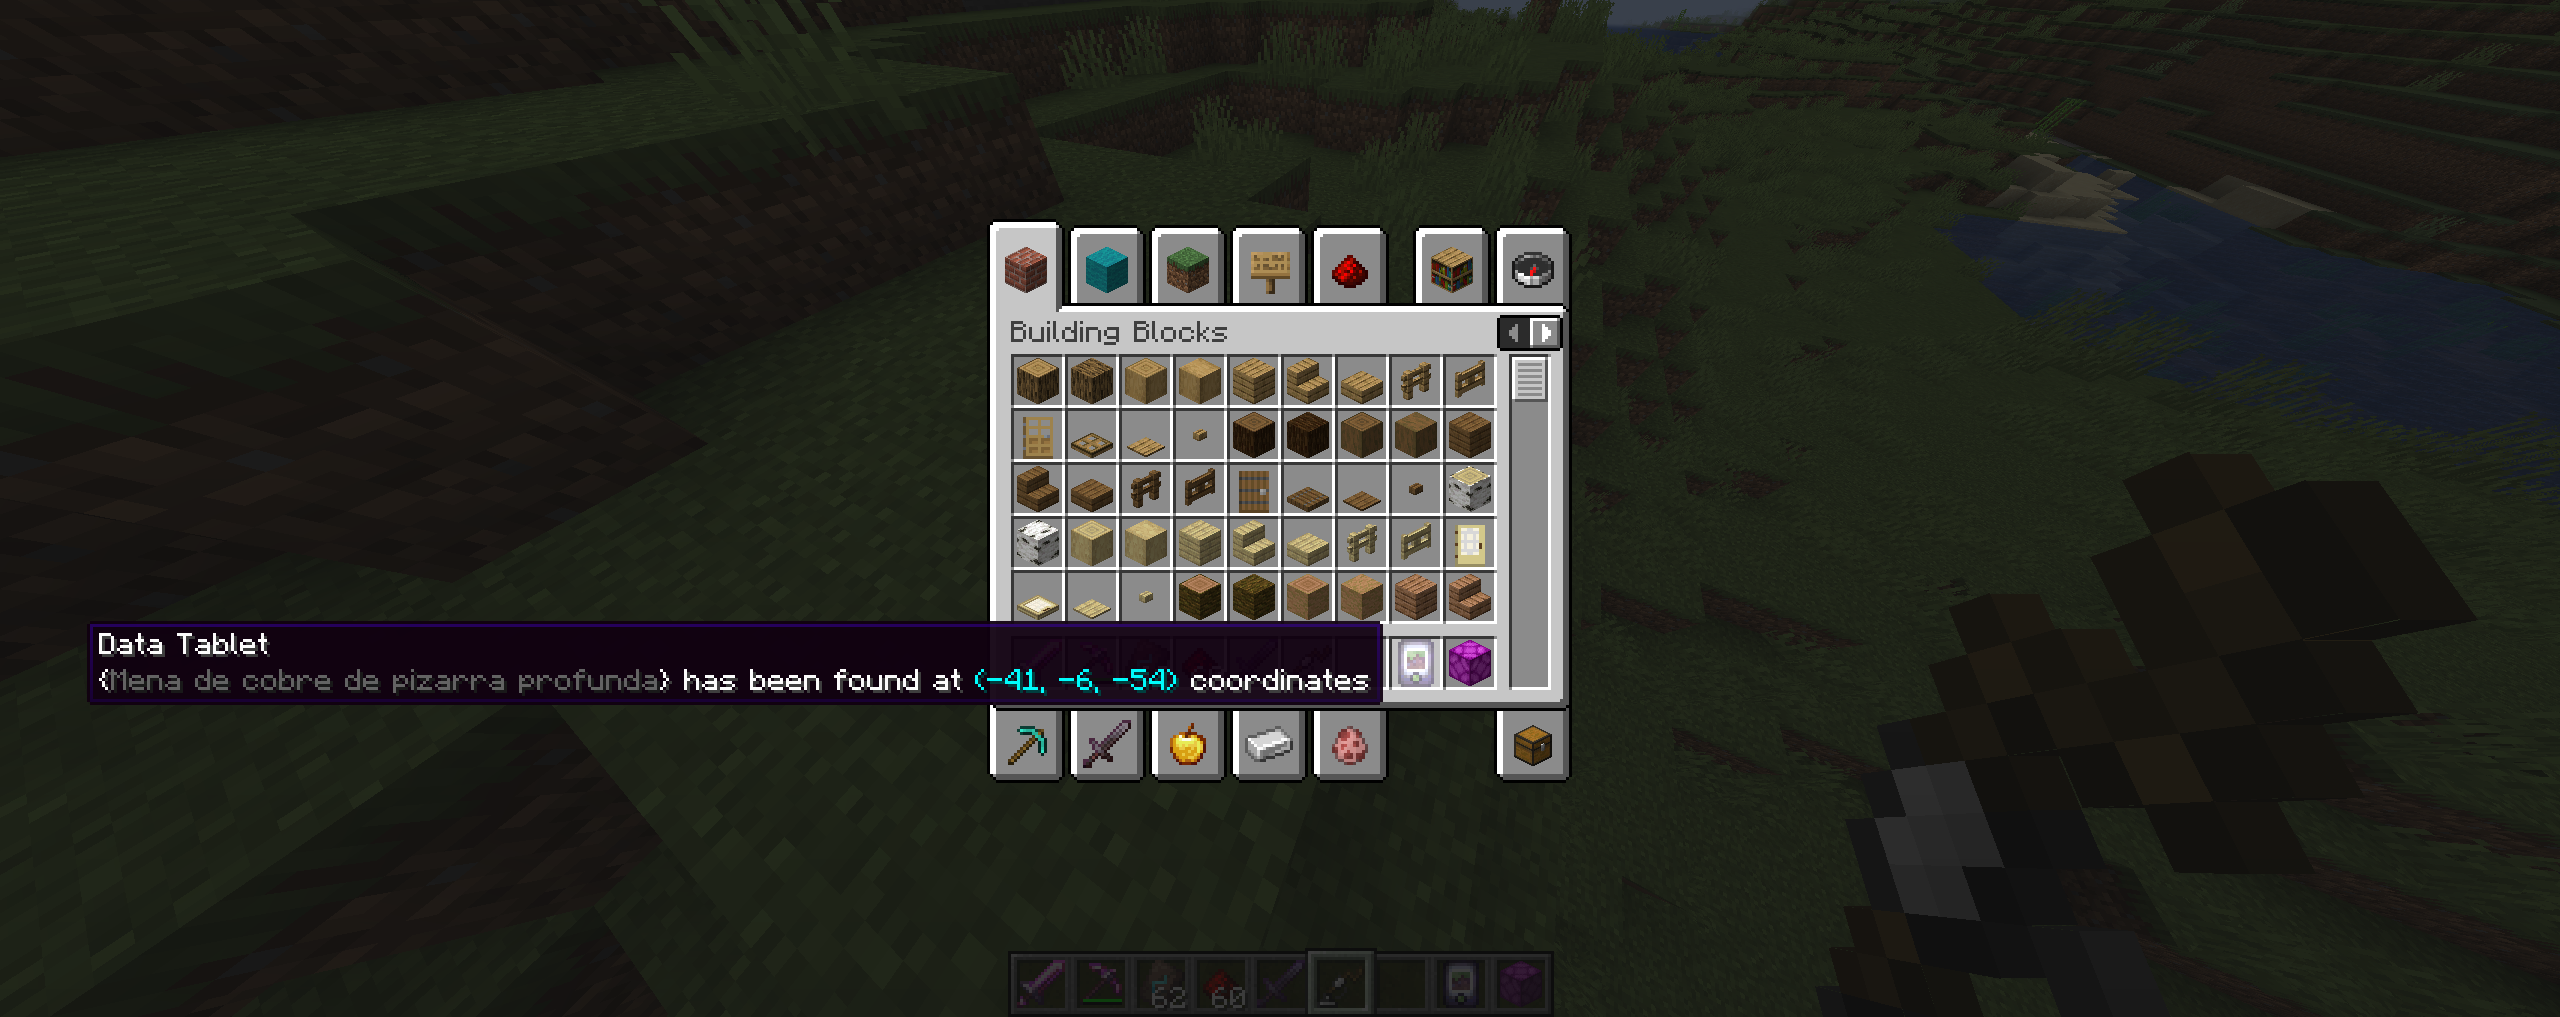 Building Blocks
Data Tablet
{Mena de cobre de pizarra profunda} has been found at (-41, -6, -54) coordinates
62 60